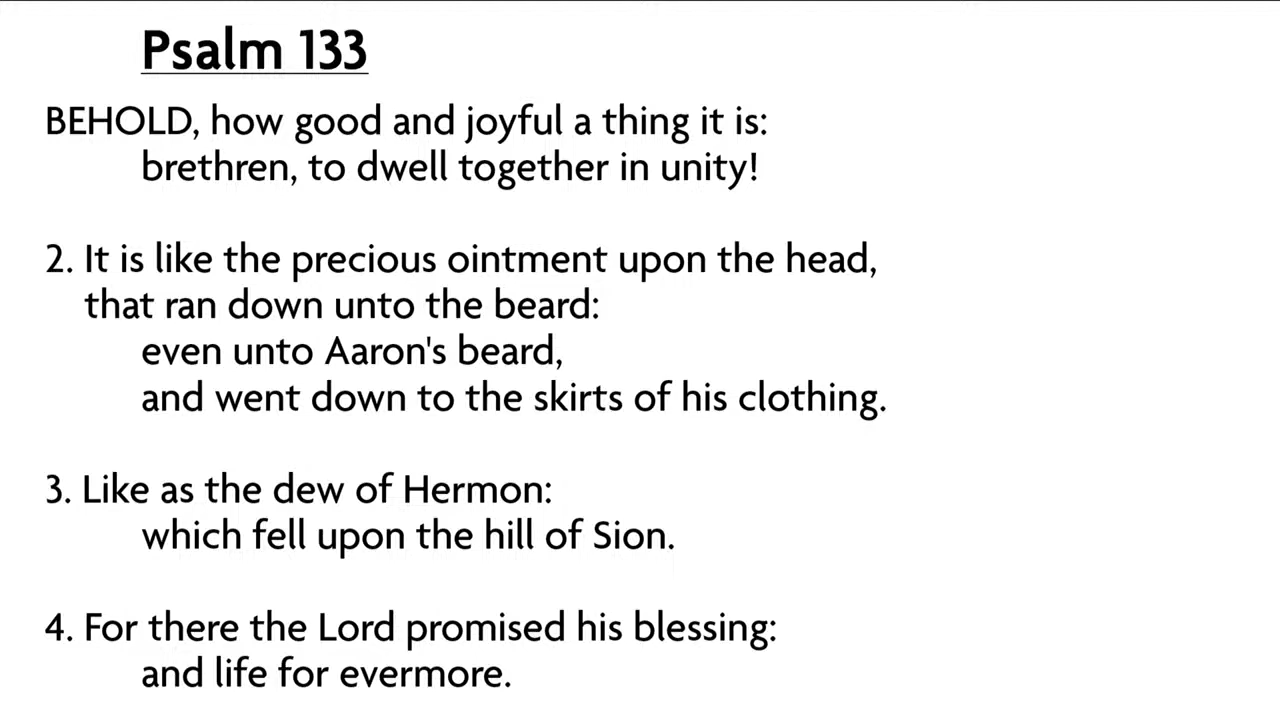 Psalm 133
BEHOLD, how good and joyful a thing it is:
brethren, to dwell together in unity!
2. It is like the precious ointment upon the head,
that ran down unto the beard:
even unto Aaron's beard,
and went down to the skirts of his clothing.
3. Like as the dew of Hermon:
which fell upon the hill of Sion.
4. For there the Lord promised his blessing:
and life for evermore.